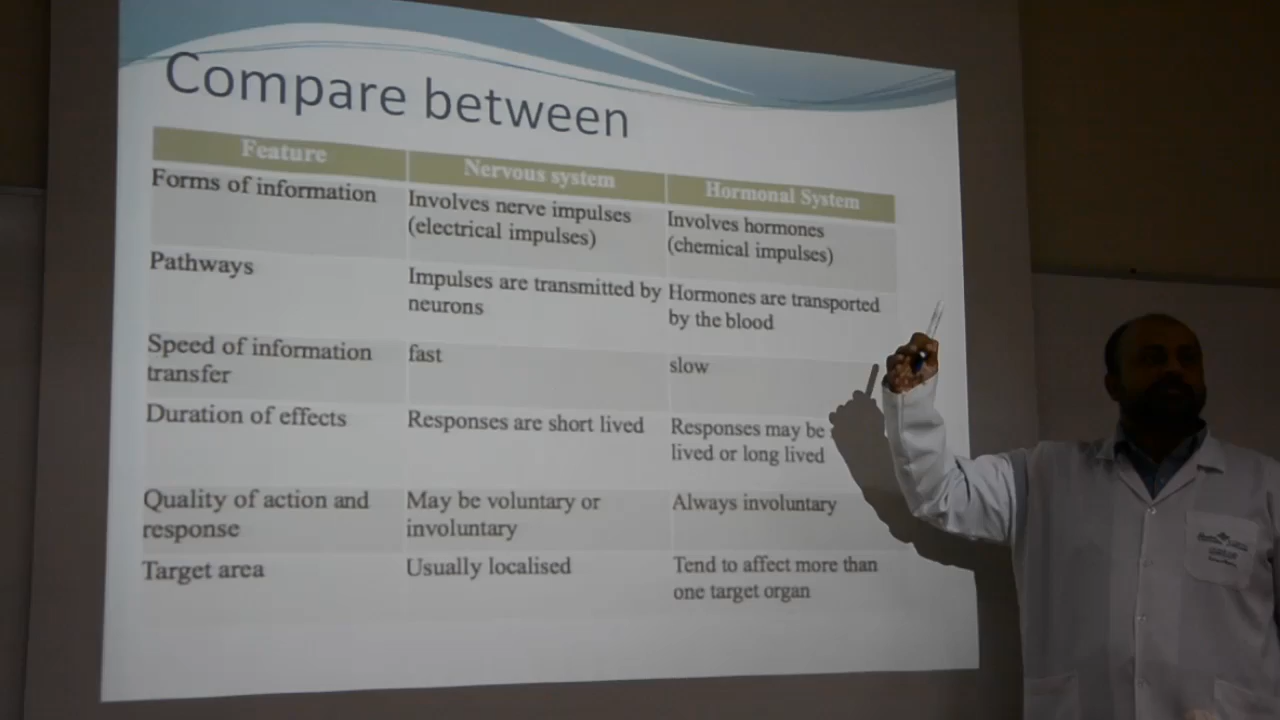 Compare between
Feature
Nervous system
Hormonal System
Forms of information
Involves nerve impulses
(electrical impulses)
Involves hormones
(chemical impulses)
Pathways
Impulses are transmitted by
neurons
Hormones are transported
by the blood
Speed of information
transfer
fast
slow
Duration of effects
Responses are short lived
Responses may be
lived or long lived
Quality of action and
response
May be voluntary or
involuntary
Always involuntary
Target area
Usually localised
Tend to affect more than
one target organ